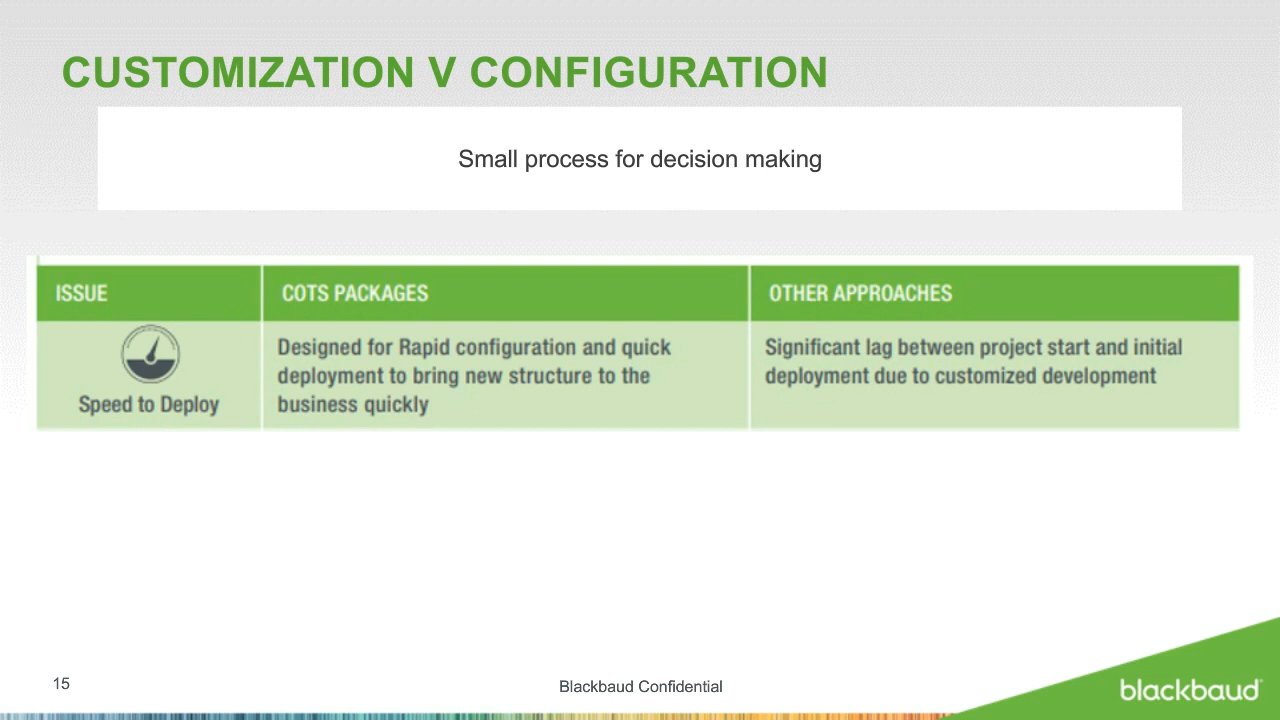 CUSTOMIZATION V CONFIGURATION
Small process for decision making
ISSUE
COTS PACKAGES
OTHER APPROACHES
Speed to Deploy
Designed for Rapid configuration and quick
deployment to bring new structure to the
business quickly
Significant lag between project start and initial
deployment due to customized development
15
Blackbaud Confidential
blackbaud